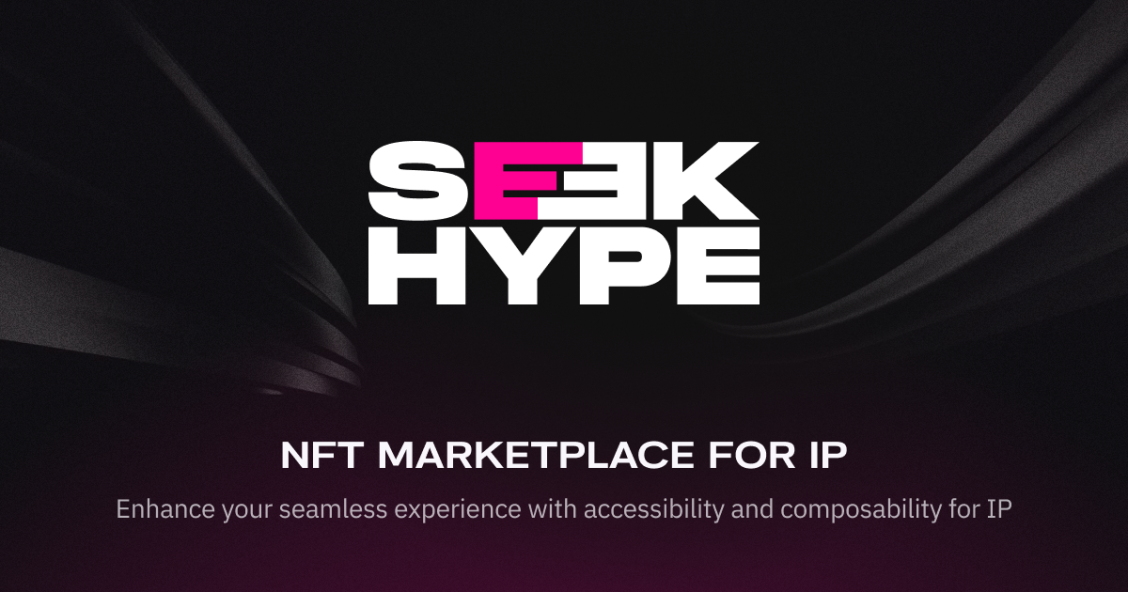 SEEK
HYPE
NFT MARKETPLACE FOR IP
Enhance your seamless experience with accessibility and composability for IP